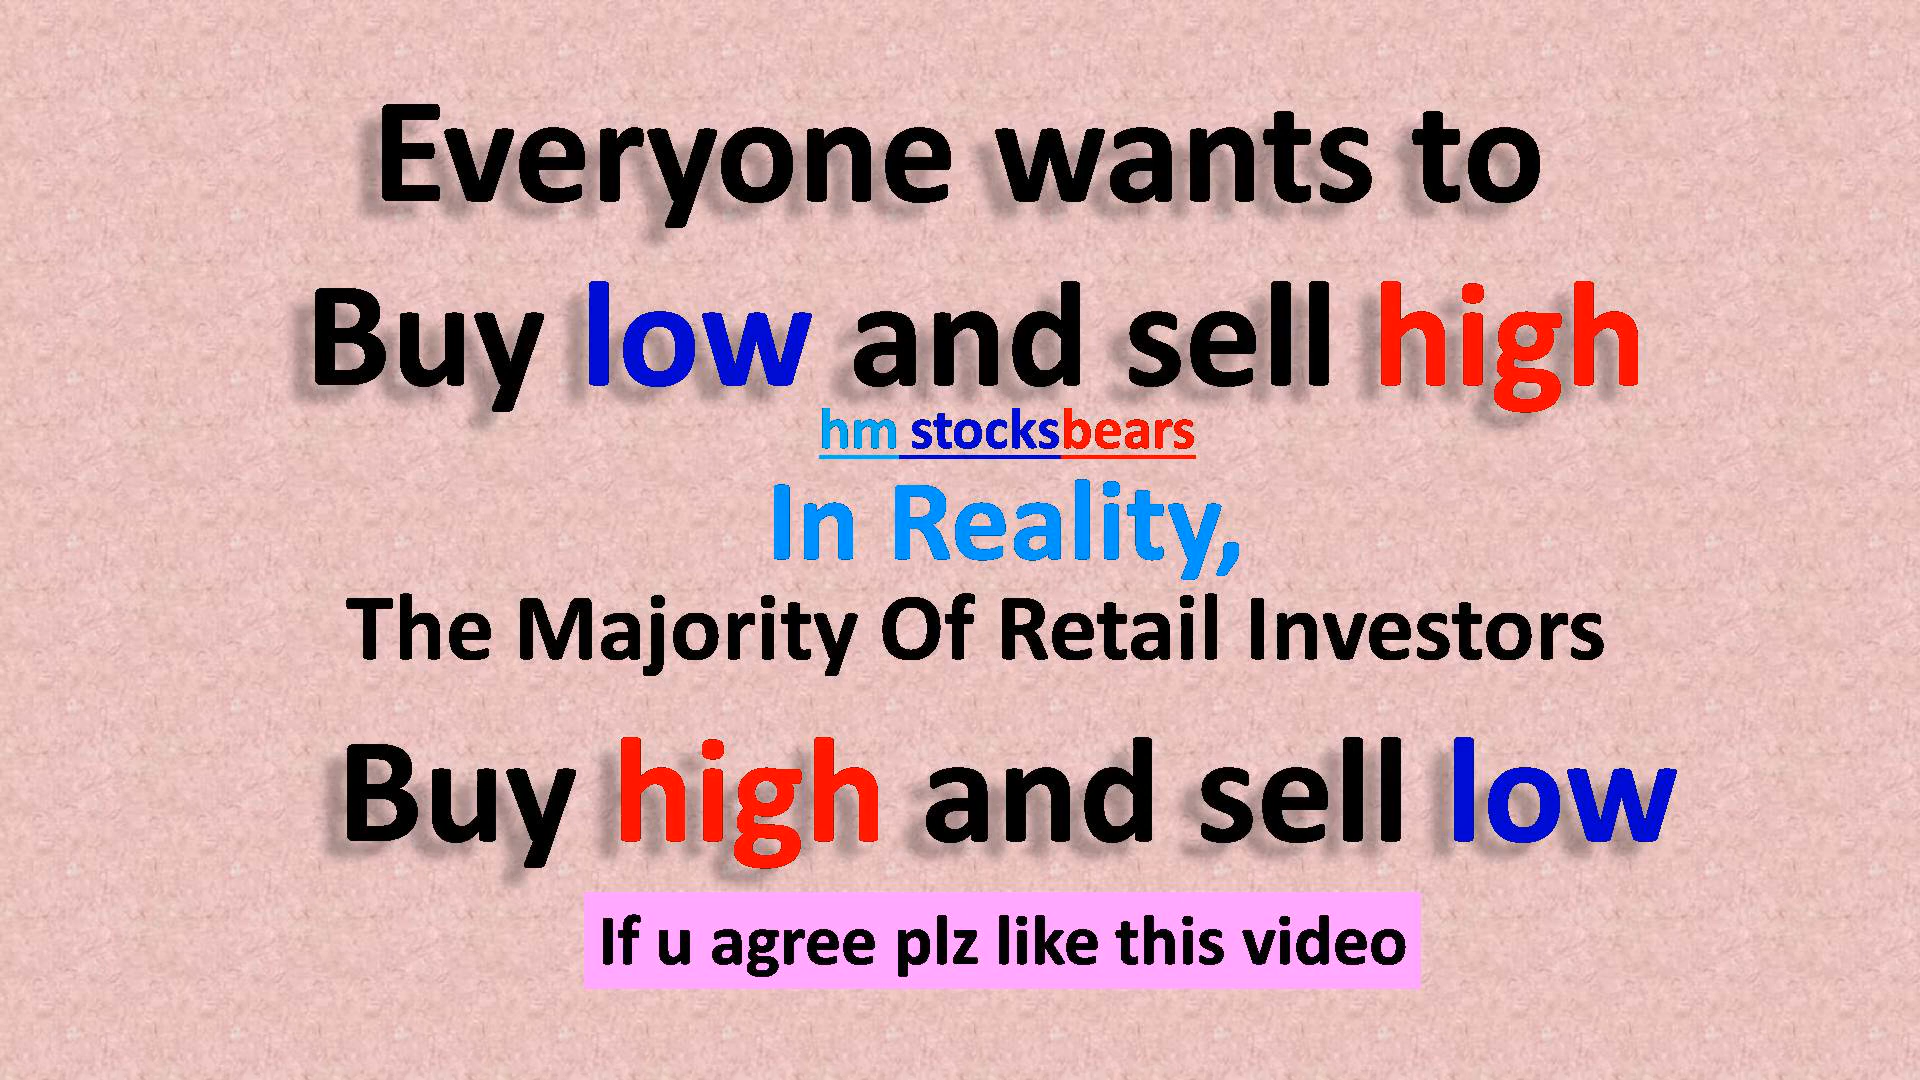 Everyone wants to
Buy low and sell high
hm stocksbears
In Reality,
The Majority Of Retail Investors
Buy high and sell low
If u agree plz like this video